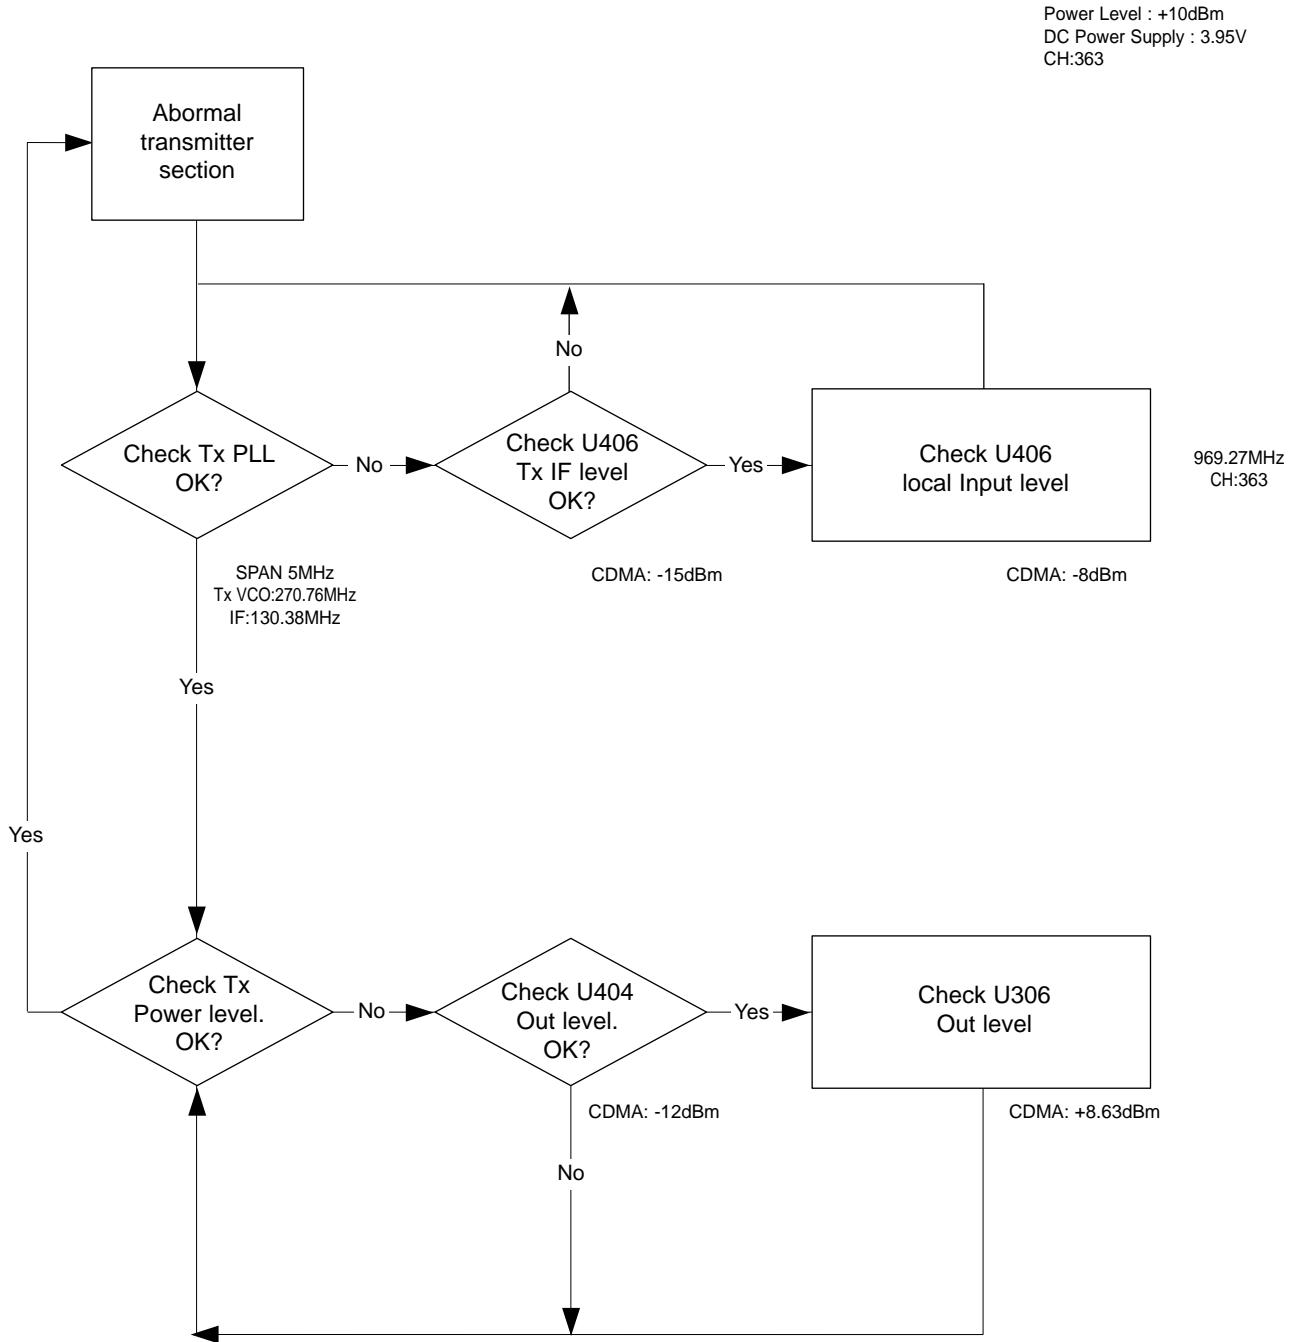 Power Level : +10dBm
DC Power Supply : 3.95V
CH:363
Abormal
transmitter
section
No
Check Tx PLL
OK?
No
Check U406
Tx IF level
OK?
Yes
Check U406
local Input level
969.27MHz
CH:363
SPAN 5MHz
Tx VCO:270.76MHz
IF:130.38MHz
CDMA: -15dBm
CDMA: -8dBm
Yes
Yes
Check Tx
Power level.
OK?
No
Check U404
Out level.
OK?
Yes
Check U306
Out level
CDMA: -12dBm
CDMA: +8.63dBm
No